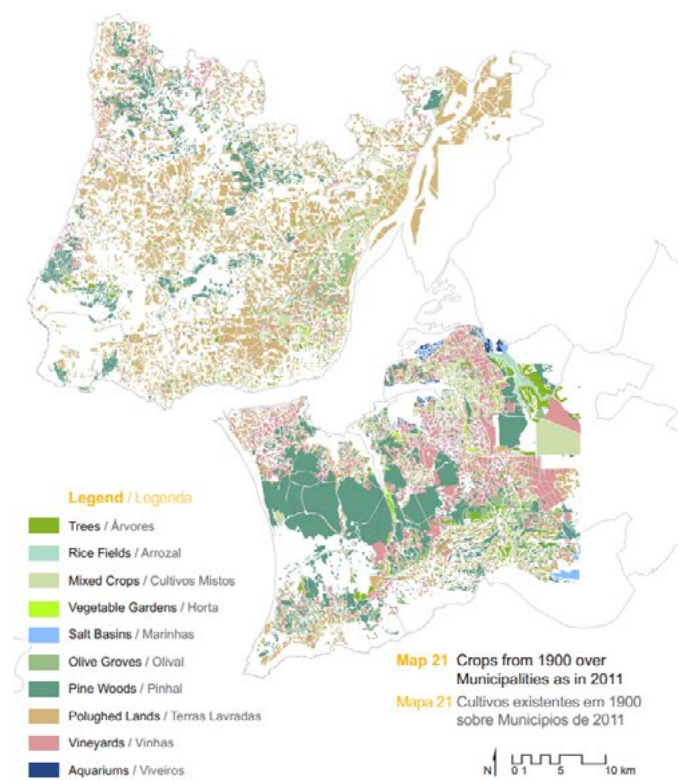 Legend / Legenda
Trees / Árvores
Rice Fields / Arrozal
Mixed Crops / Cultivos Mistos
Vegetable Gardens / Horta
Salt Basins / Marinhas
Olive Groves / Olival
Pine Woods / Pinhal
Polughed Lands / Terras Lavradas
Vineyards / Vinhas
Aquariums / Viveiros
Map 21 Crops from 1900 over
Municipalities as in 2011
Mapa 21 Cultivos existentes em 1900
sobre Municipios de 2011
N 0 1 5 10 km